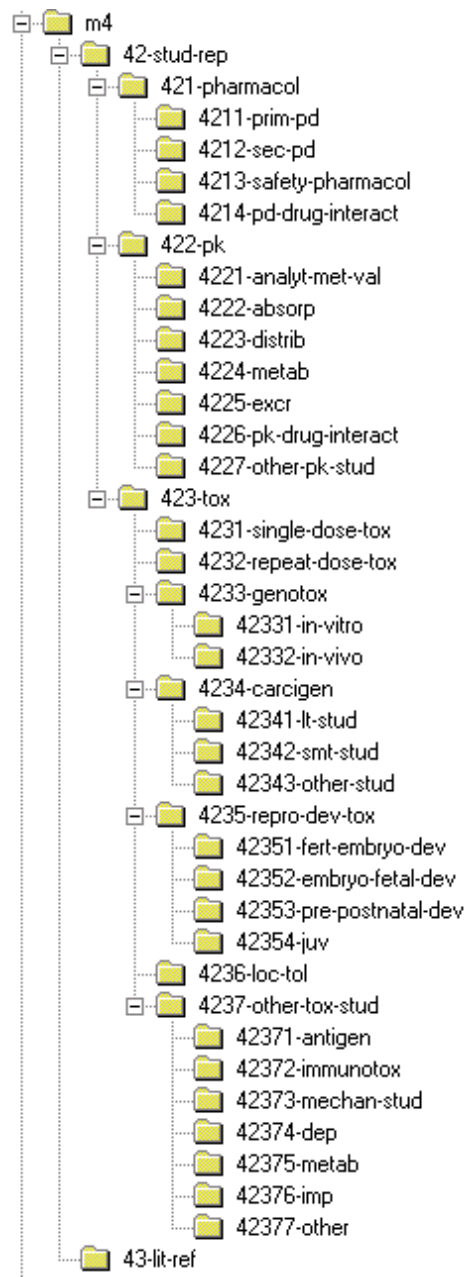 m4
42-stud-rep
421-pharmacol
4211-prim-pd
4212-sec-pd
4213-safety-pharmacol
4214-pd-drug-interact
422-pk
4221-analyt-met-val
4222-absorp
4223-distrib
4224-metab
4225-excr
4226-pk-drug-interact
4227-other-pk-stud
423-tox
4231-single-dose-tox
4232-repeat-dose-tox
4233-genotox
42331-in-vitro
42332-in-vivo
4234-carcigen
42341-lt-stud
42342-smt-stud
42343-other-stud
4235-repro-dev-tox
42351-fert-embryo-dev
42352-embryo-fetal-dev
42353-pre-postnatal-dev
42354-juv
4236-loc-tol
4237-other-tox-stud
42371-antigen
42372-immunotox
42373-mechan-stud
42374-dep
42375-metab
42376-imp
42377-other
43-lit-ref